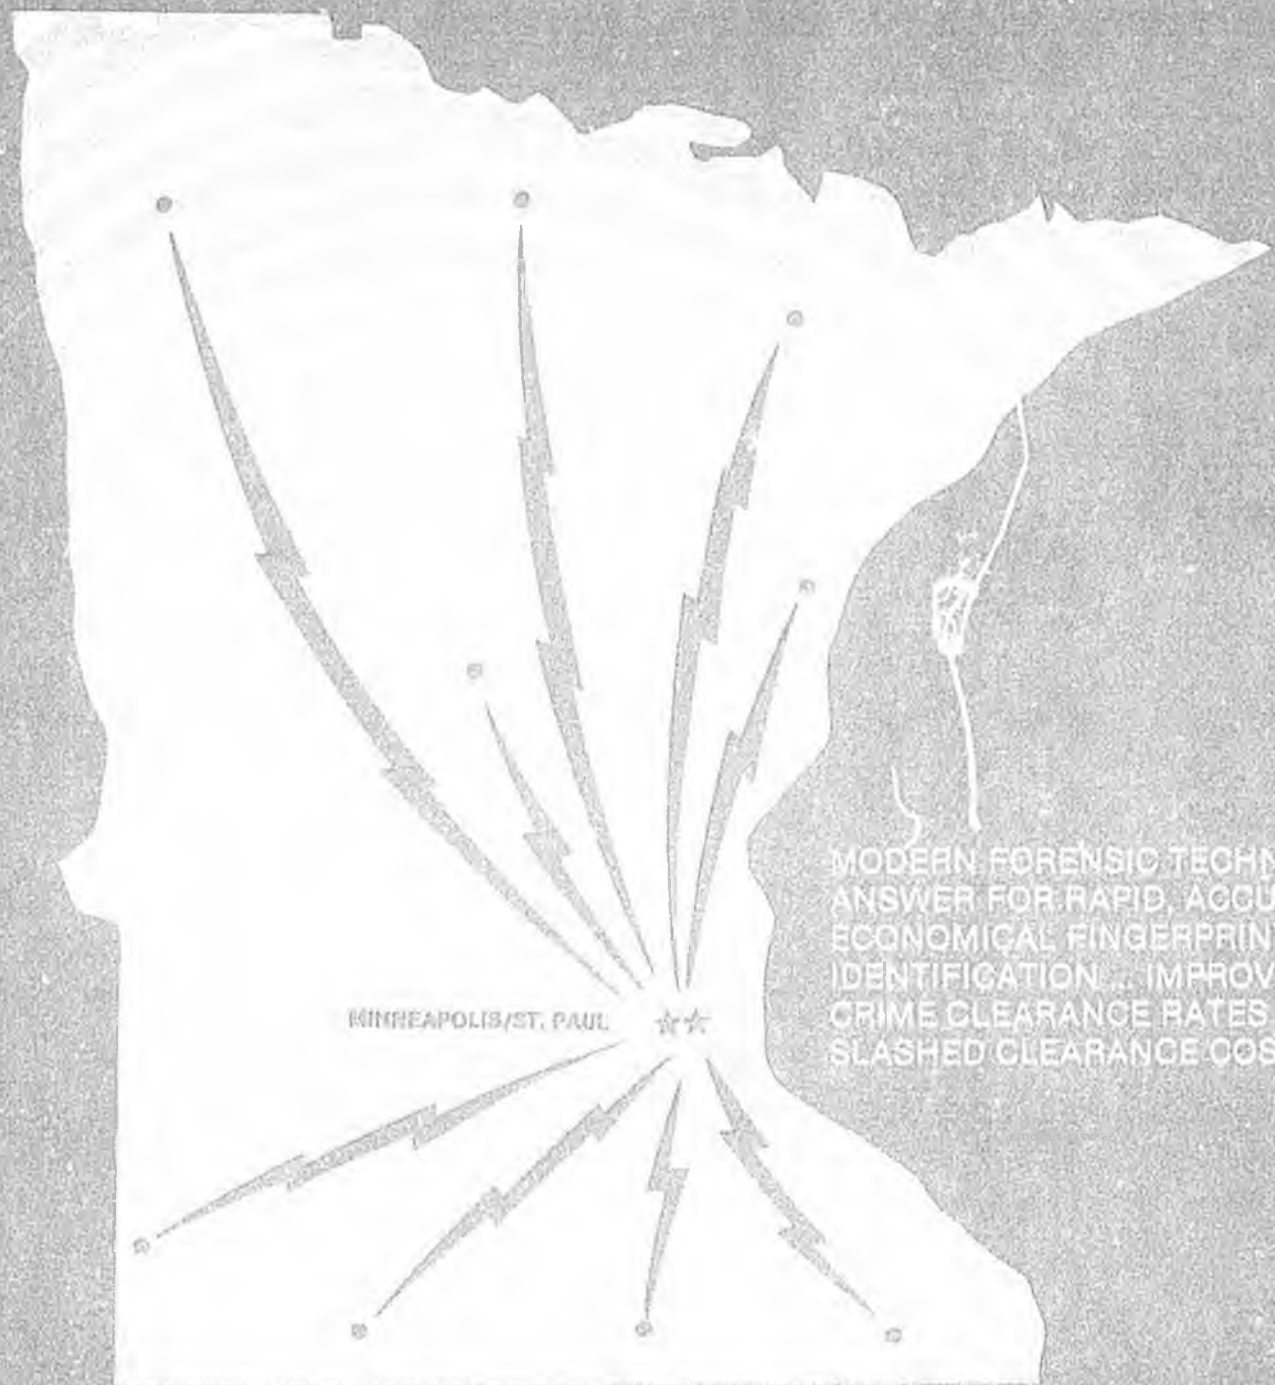 MINNEAPOLIS/ST. PAUL
MODERN FORENSIC TECHN
ANSWER FOR RAPID, ACCU
ECONOMICAL FINGERPRIN
IDENTIFICATION... IMPROV
CRIME CLEARANCE RATES
SLASHED CLEARANCE COS